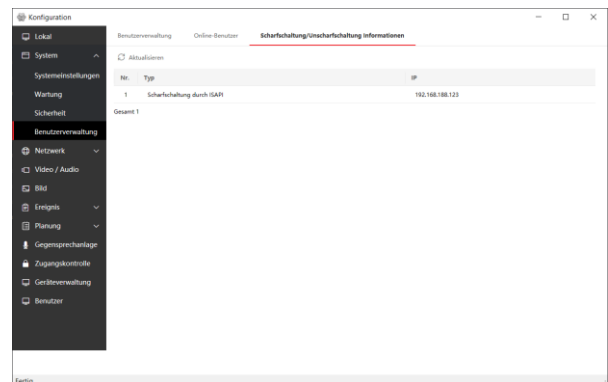 Konfiguration
Lokal
System
Systemeinstellungen
Wartung
Sicherheit
Benutzerverwaltung
Netzwerk
Video / Audio
Bild
Ereignis
Planung
Gegensprechanlage
Zugangskontrolle
Geräteverwaltung
Benutzer
Benutzerverwaltung Online-Benutzer Scharfschaltung/Unscharfschaltung Informationen
Aktualisieren
Nr. Typ IP
1 Scharfschaltung durch ISAPI 192.168.188.123
Gesamt 1
Fertig